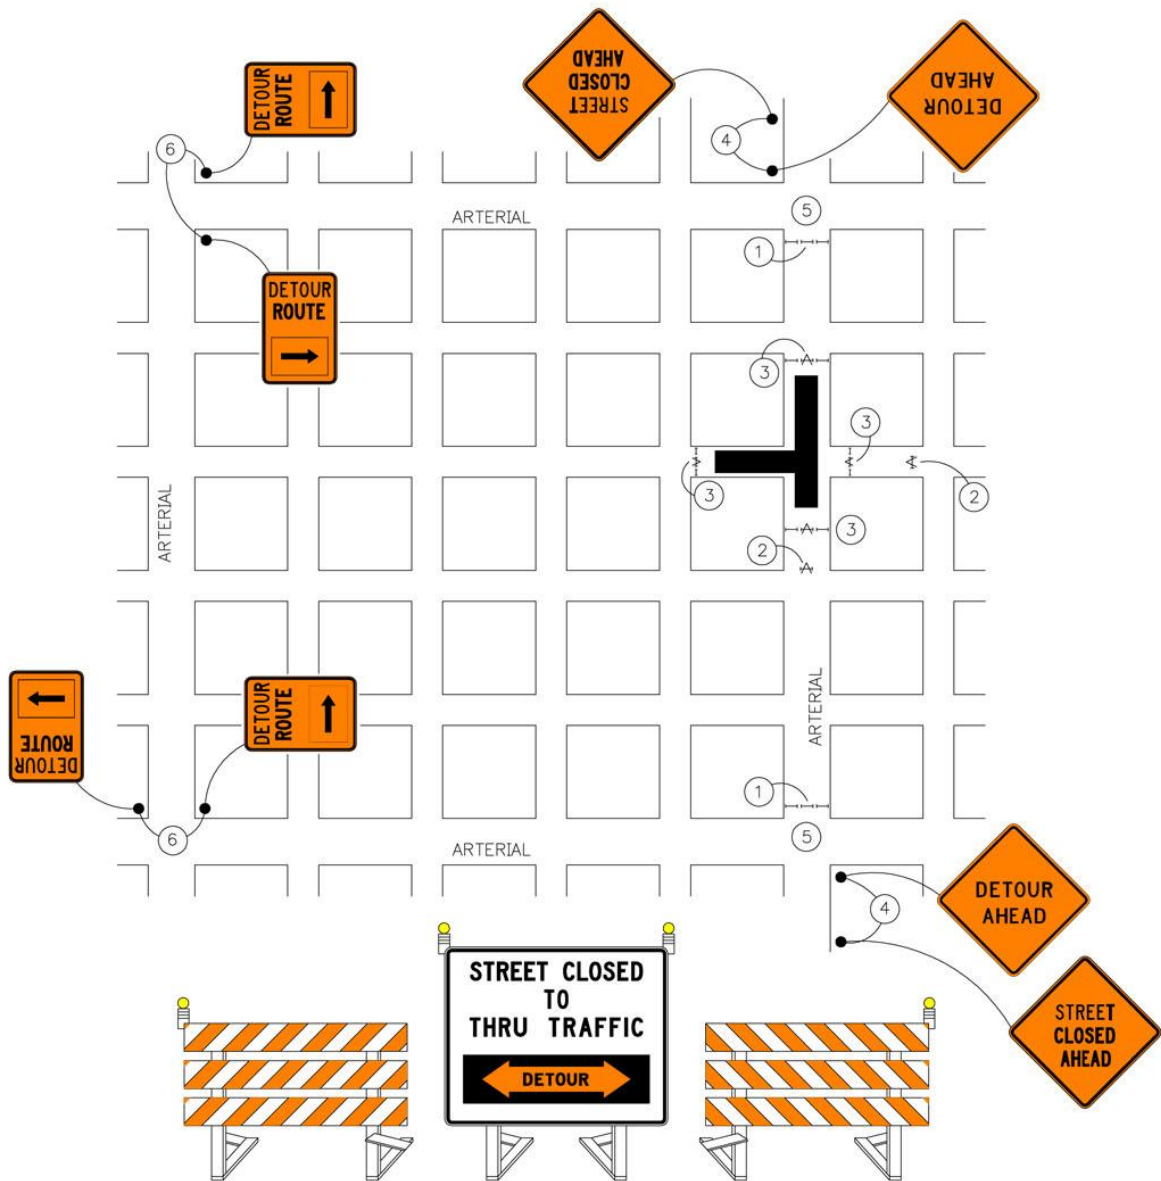 STREET
CLOSED
AHEAD
DETOUR
AHEAD
DETOUR
ROUTE
6
4
ARTERIAL
5
1
DETOUR
ROUTE
3
3
3
2
3
2
ARTERIAL
ARTERIAL
DETOUR
ROUTE
DETOUR
ROUTE
1
5
6
ARTERIAL
DETOUR
AHEAD
4
STREET CLOSED
TO
THRU TRAFFIC
DETOUR
STREET
CLOSED
AHEAD